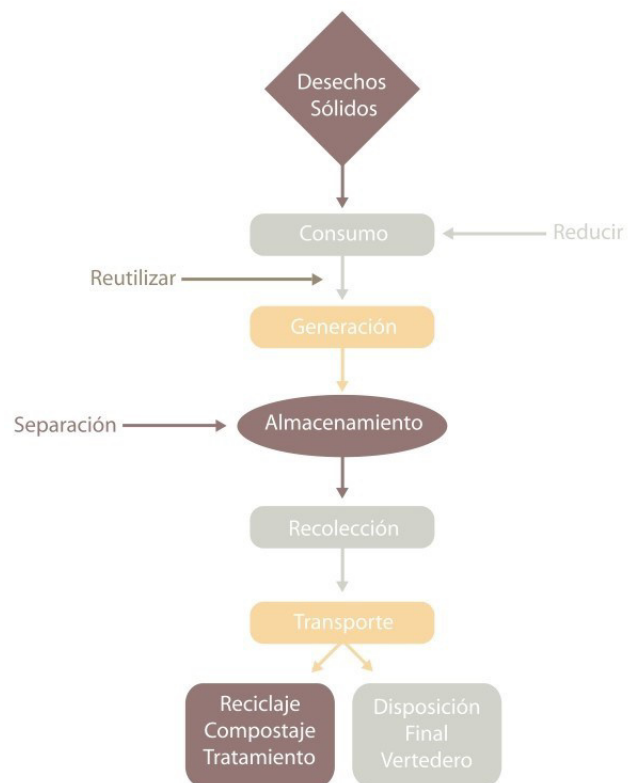 Desechos
Sólidos
Consumo
Reducir
Reutilizar
Generación
Separación
Almacenamiento
Recolección
Transporte
Reciclaje
Compostaje
Tratamiento
Disposición
Final
Vertedero